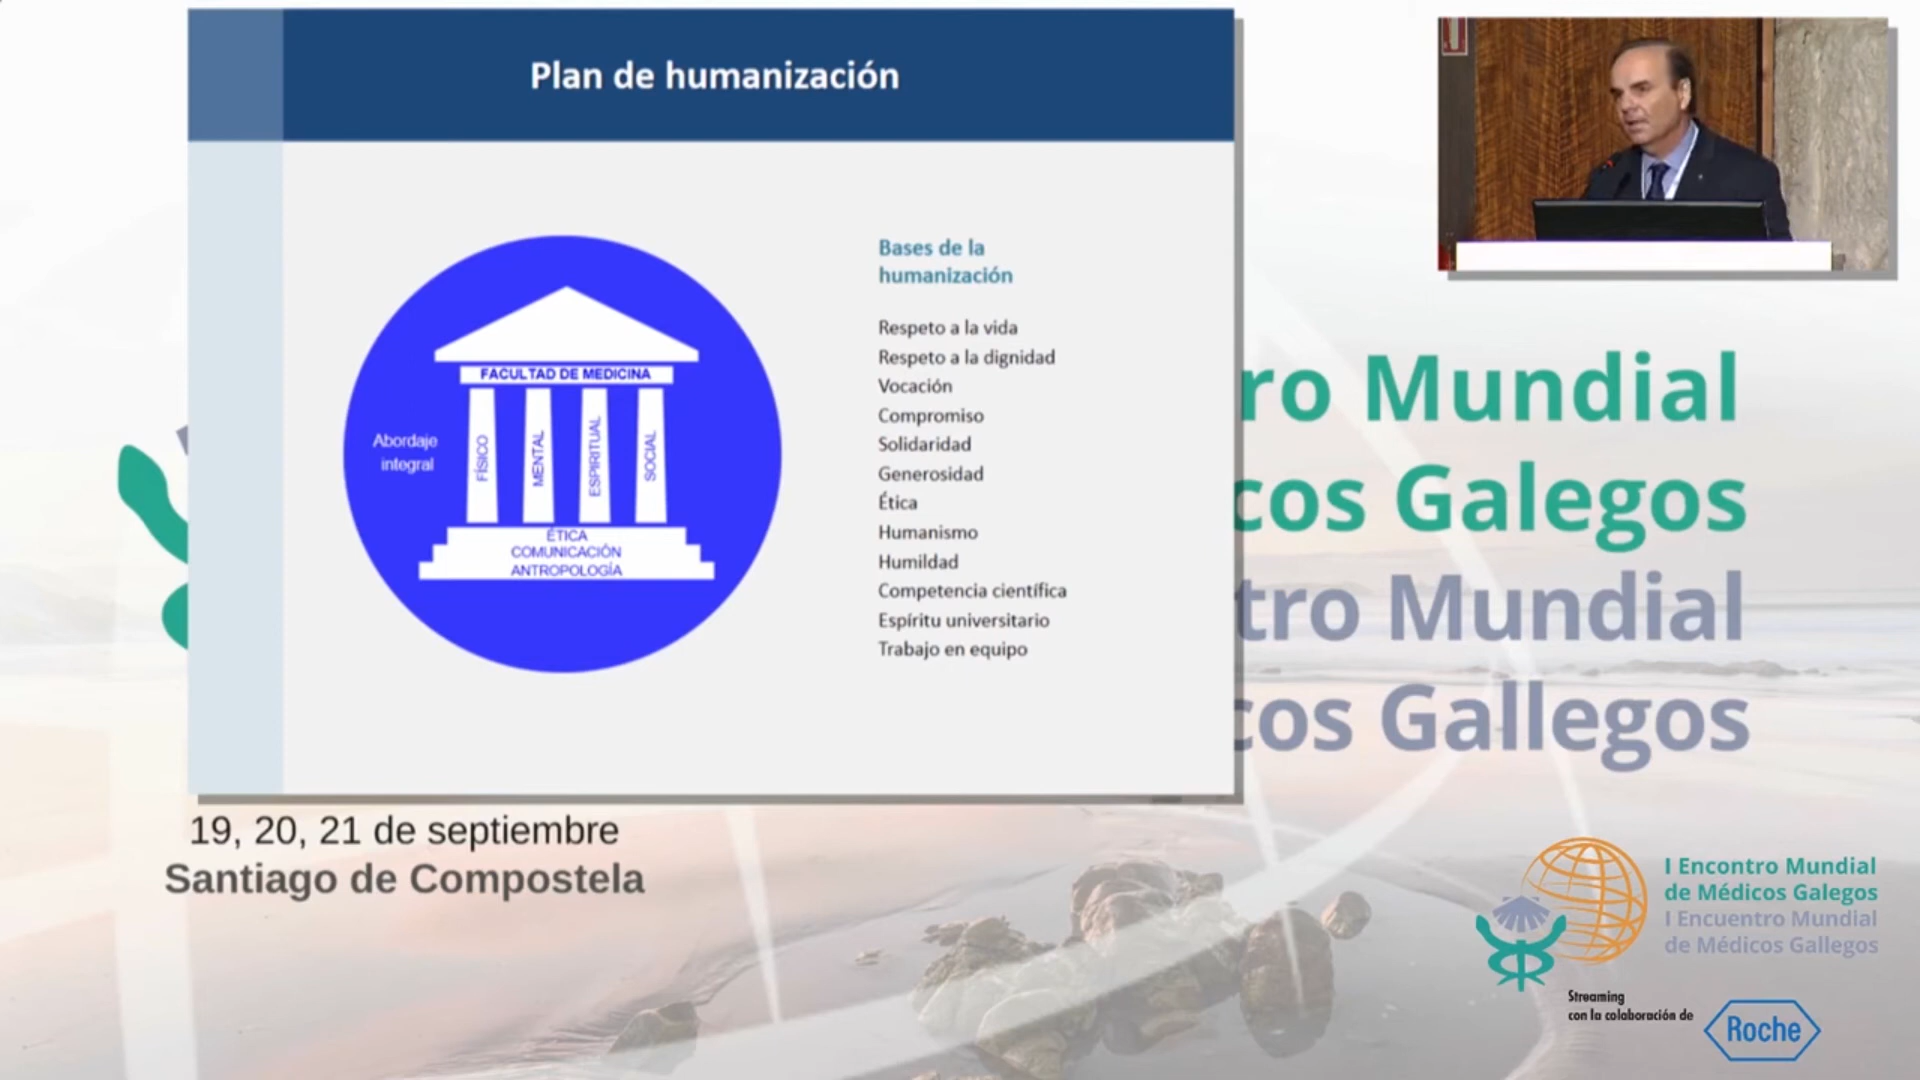 Plan de humanización
Abordaje
integral
FACULTAD DE MEDICINA
FÍSICO
MENTAL
ESPIRITUAL
SOCIAL
ÉTICA
COMUNICACIÓN
ANTROPOLOGÍA
Bases de la
humanización
Respeto a la vida
Respeto a la dignidad
Vocación
Compromiso
Solidaridad
Generosidad
Ética
Humanismo
Humildad
Competencia científica
Espíritu universitario
Trabajo en equipo
ro Mundial
cos Galegos
tro Mundial
cos Gallegos
19, 20, 21 de septiembre
Santiago de Compostela
I Encontro Mundial
de Médicos Galegos
I Encuentro Mundial
de Médicos Gallegos
Streaming
con la colaboración de
Roche